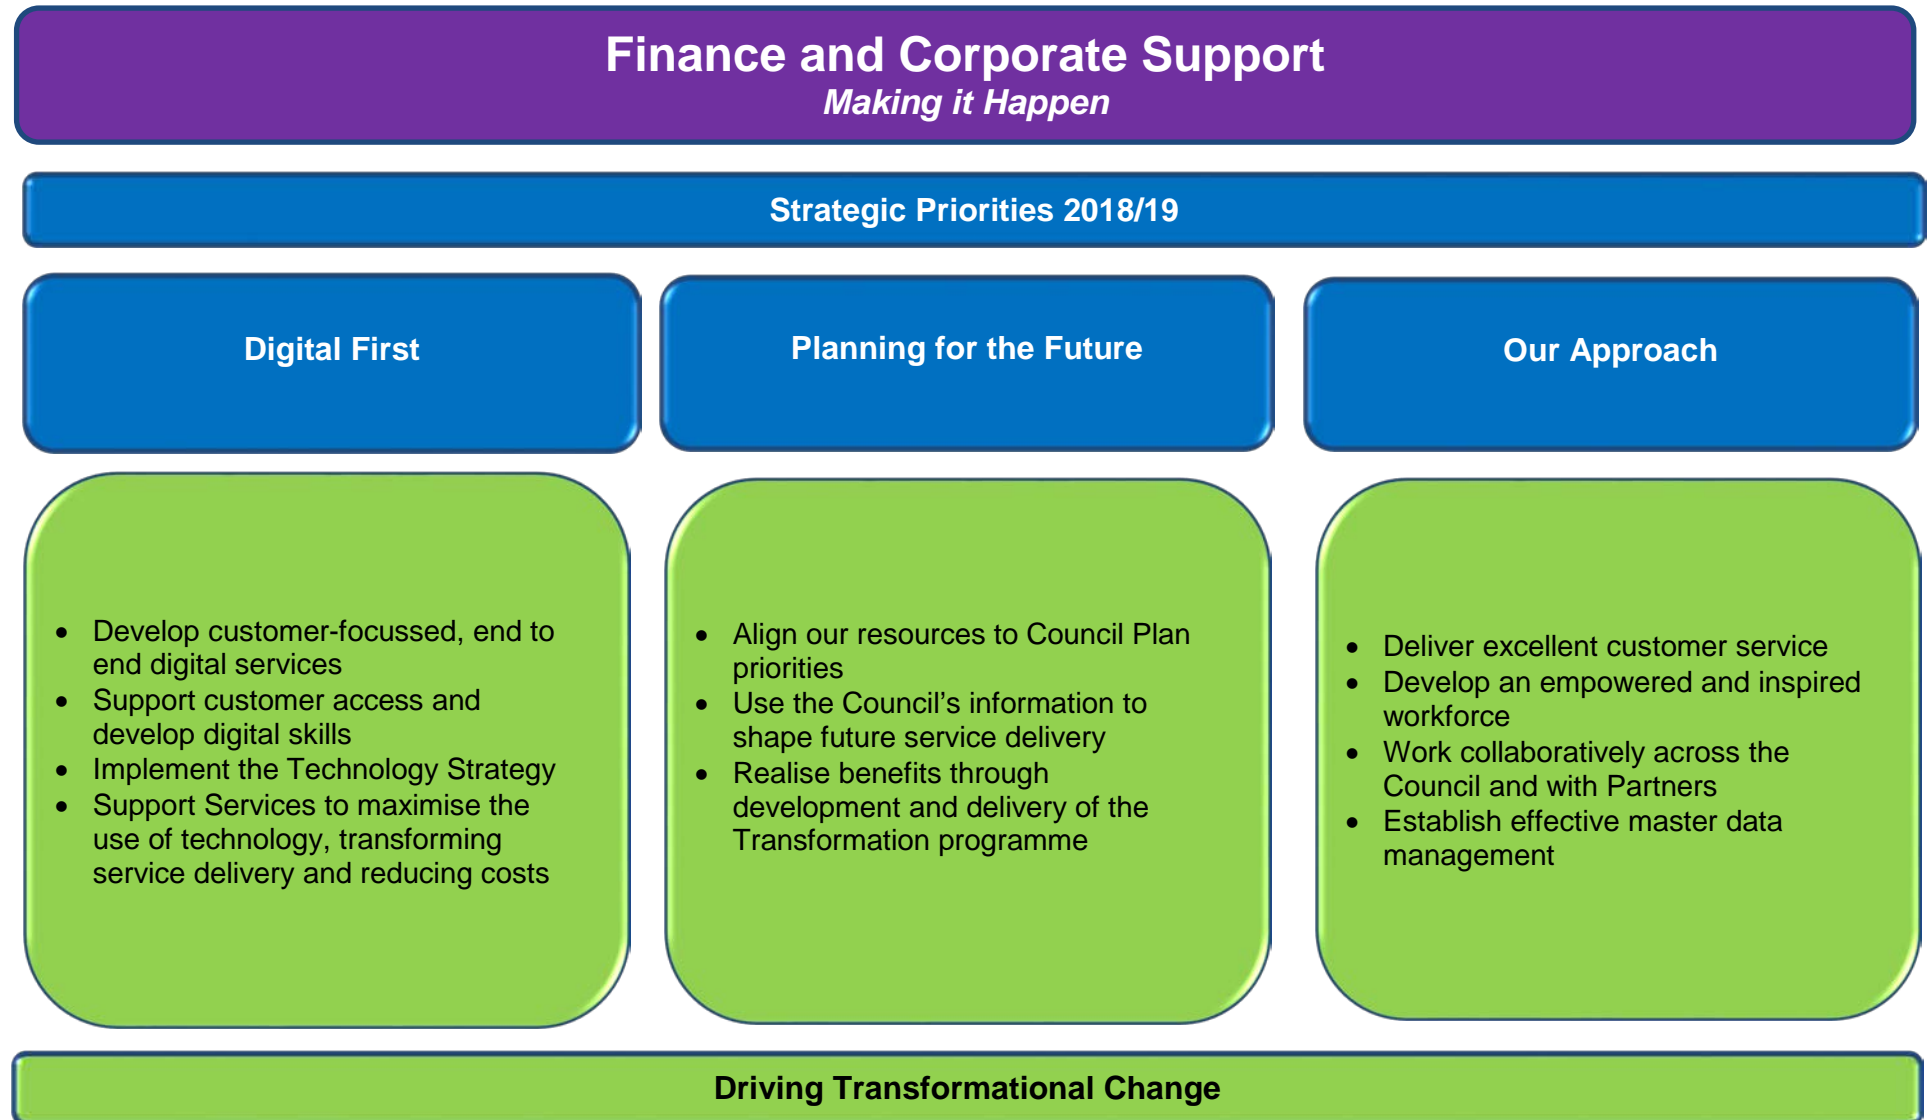 Finance and Corporate Support
Making it Happen
Strategic Priorities 2018/19
Digital First
Planning for the Future
Our Approach
• Develop customer-focussed, end to
end digital services
• Support customer access and
develop digital skills
• Implement the Technology Strategy
• Support Services to maximise the
use of technology, transforming
service delivery and reducing costs
• Align our resources to Council Plan
priorities
• Use the Council’s information to
shape future service delivery
• Realise benefits through
development and delivery of the
Transformation programme
• Deliver excellent customer service
• Develop an empowered and inspired
workforce
• Work collaboratively across the
Council and with Partners
• Establish effective master data
management
Driving Transformational Change